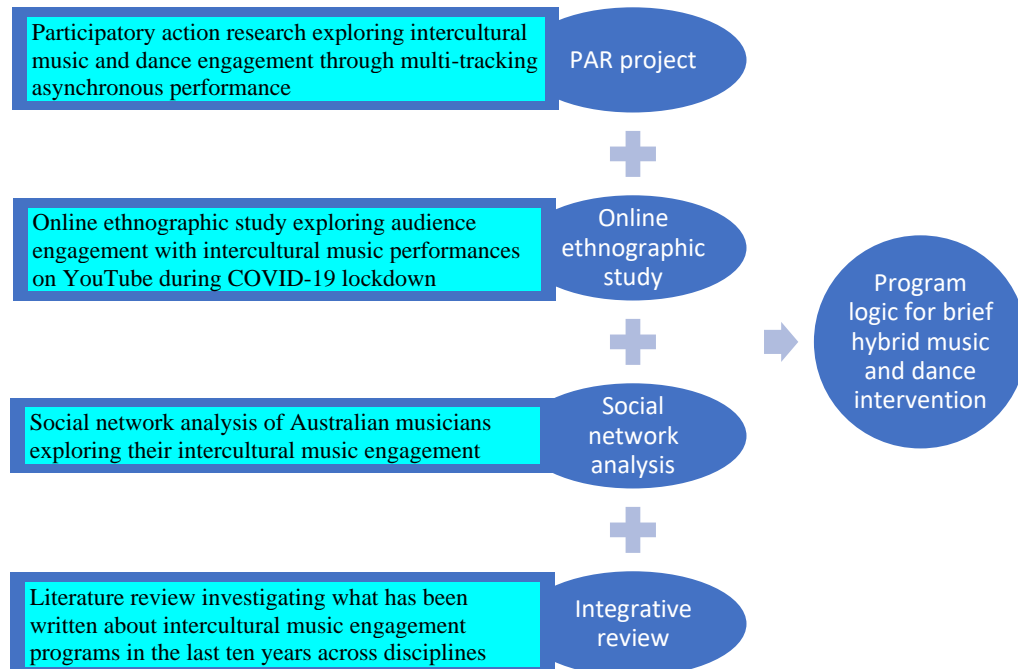 Participatory action research exploring intercultural
music and dance engagement through multi-tracking
asynchronous performance
PAR project
Online ethnographic study exploring audience
engagement with intercultural music performances
on YouTube during COVID-19 lockdown
Online
ethnographic
study
Social network analysis of Australian musicians
exploring their intercultural music engagement
Social
network
analysis
Literature review investigating what has been
written about intercultural music engagement
programs in the last ten years across disciplines
Integrative
review
Program
logic for brief
hybrid music
and dance
intervention